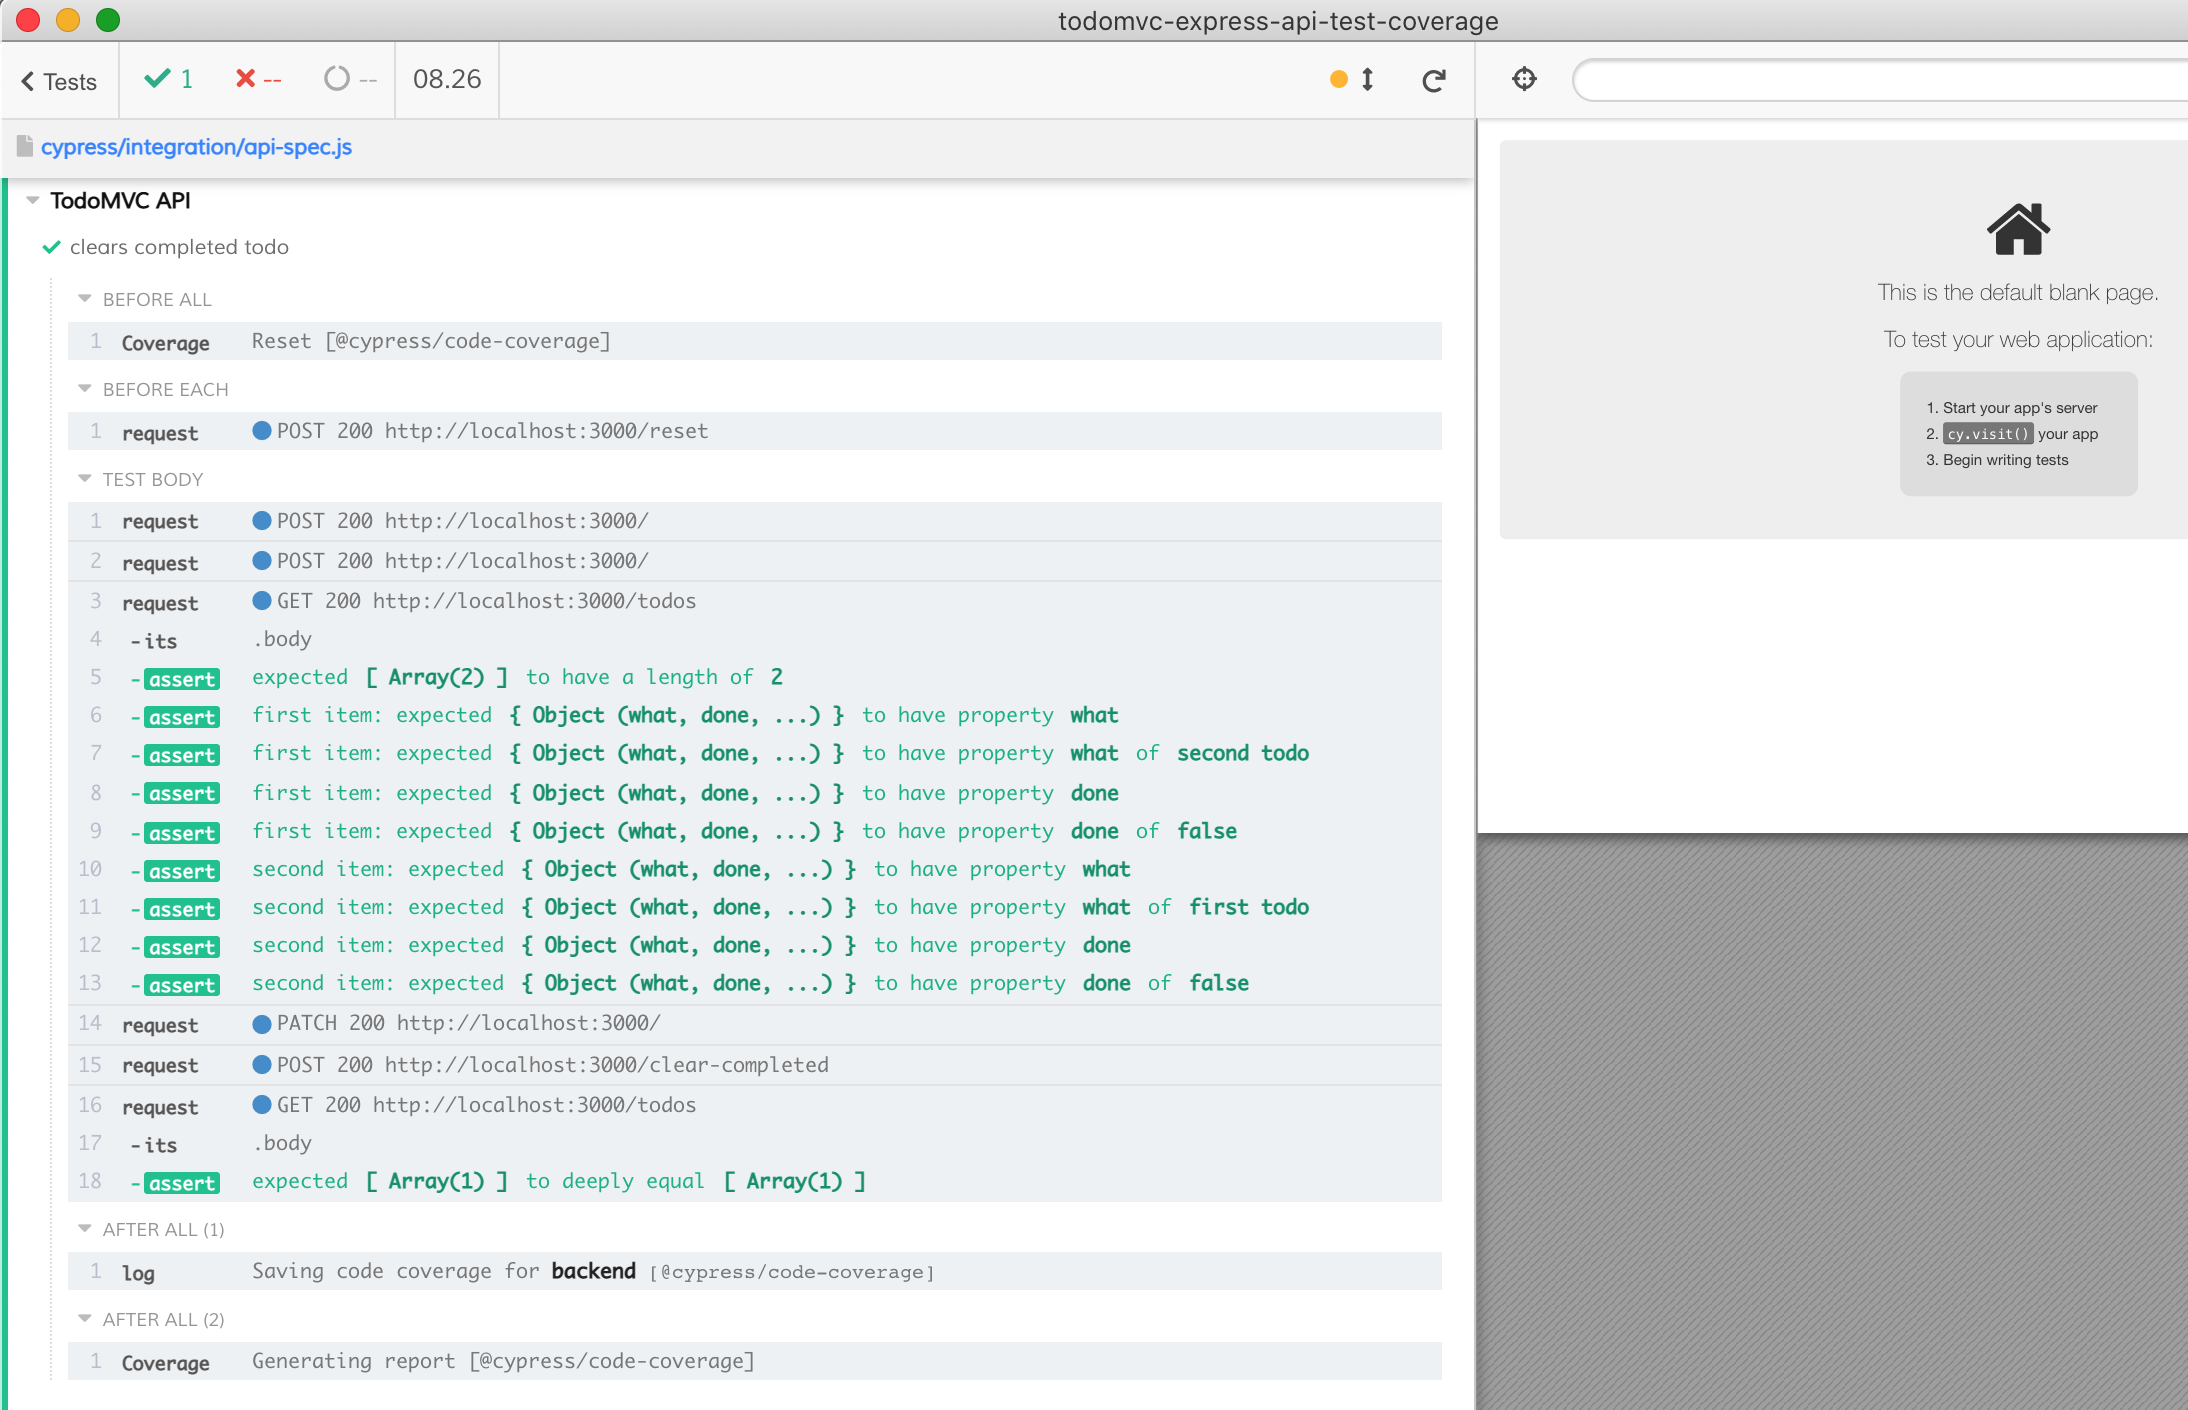 todomvc-express-api-test-coverage
Tests 1 -- -- 08.26
cypress/integration/api-spec.js
TodoMVC API
clears completed todo
BEFORE ALL
1 Coverage Reset [@cypress/code-coverage]
BEFORE EACH
1 request POST 200 http://localhost:3000/reset
TEST BODY
1 request POST 200 http://localhost:3000/
2 request POST 200 http://localhost:3000/
3 request GET 200 http://localhost:3000/todos
4 -its .body
5 -assert expected [ Array(2) ] to have a length of 2
6 -assert first item: expected { Object (what, done, ...) } to have property what
7 -assert first item: expected { Object (what, done, ...) } to have property what of second todo
8 -assert first item: expected { Object (what, done, ...) } to have property done
9 -assert first item: expected { Object (what, done, ...) } to have property done of false
10 -assert second item: expected { Object (what, done, ...) } to have property what
11 -assert second item: expected { Object (what, done, ...) } to have property what of first todo
12 -assert second item: expected { Object (what, done, ...) } to have property done
13 -assert second item: expected { Object (what, done, ...) } to have property done of false
14 request PATCH 200 http://localhost:3000/
15 request POST 200 http://localhost:3000/clear-completed
16 request GET 200 http://localhost:3000/todos
17 -its .body
18 -assert expected [ Array(1) ] to deeply equal [ Array(1) ]
AFTER ALL (1)
1 log Saving code coverage for backend [@cypress/code-coverage]
AFTER ALL (2)
1 Coverage Generating report [@cypress/code-coverage]
This is the default blank page.
To test your web application:
1. Start your app's server
2. cy.visit() your app
3. Begin writing tests